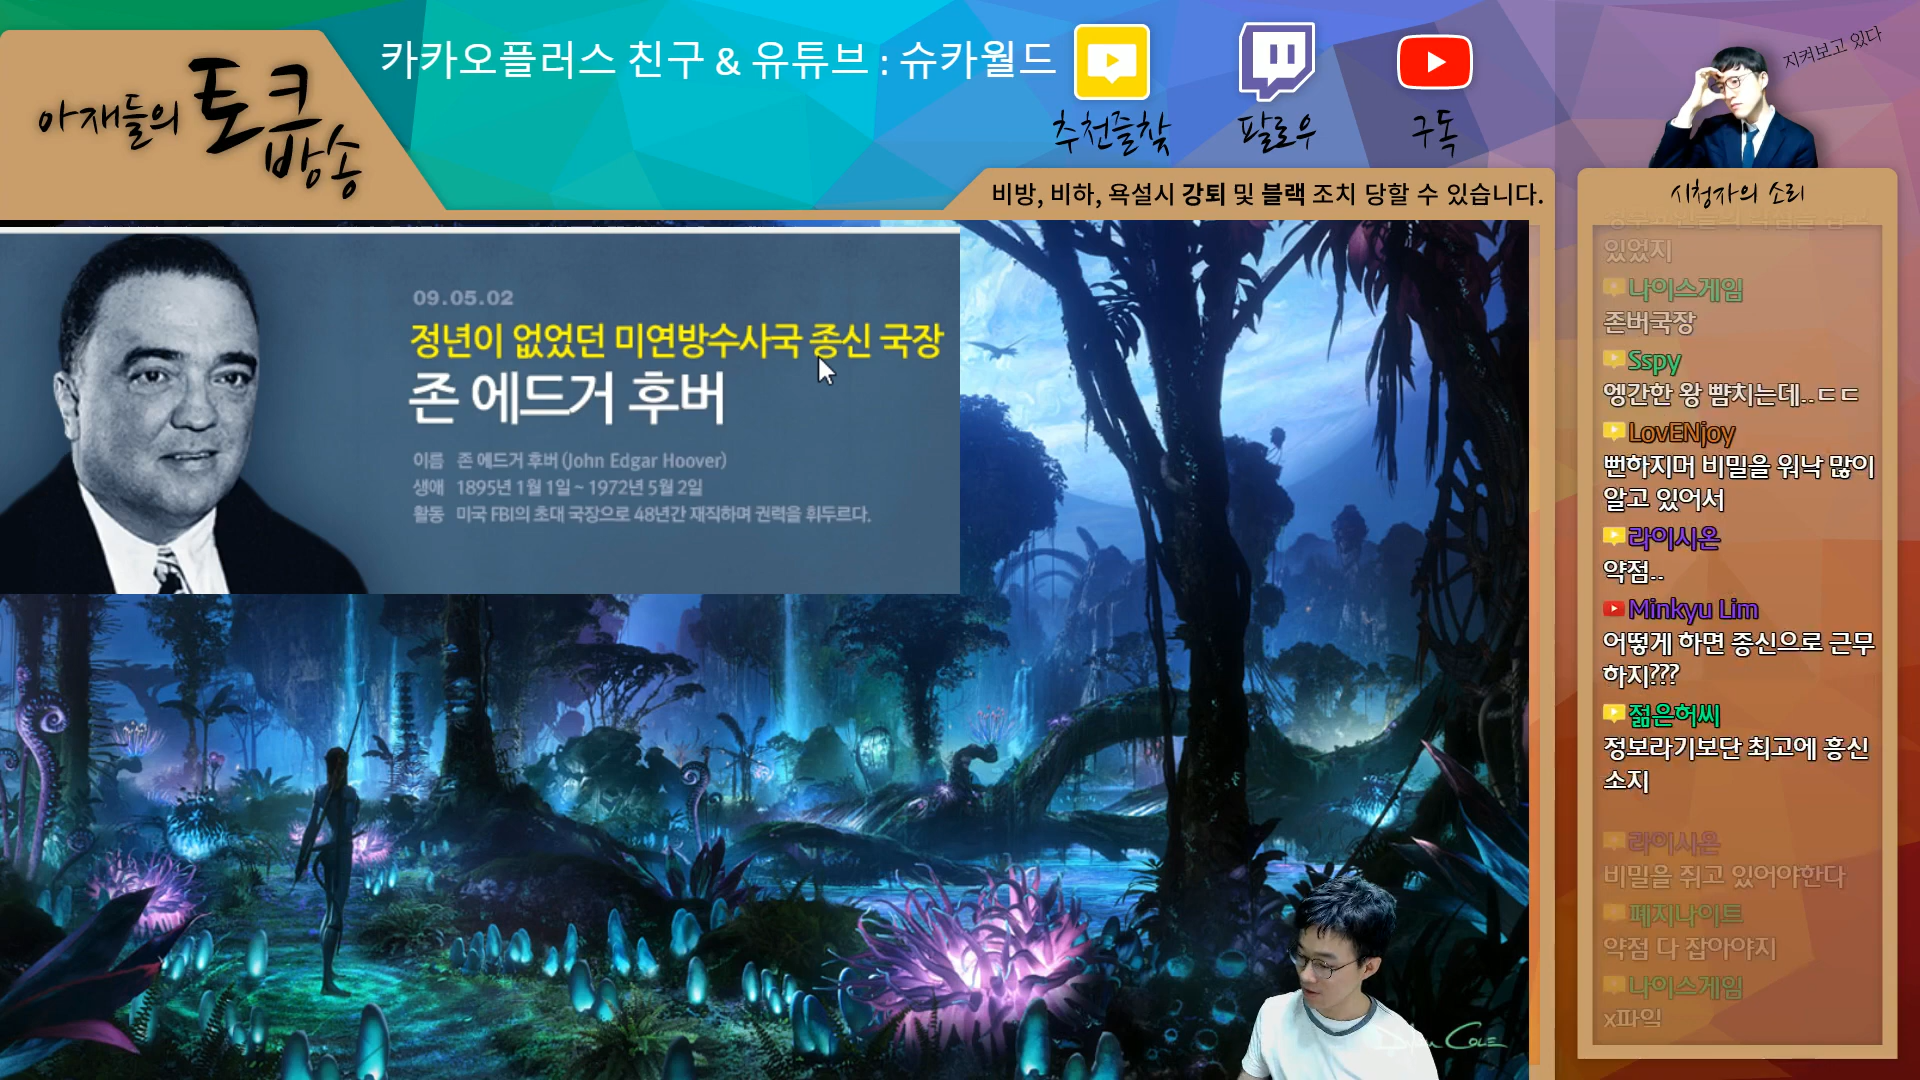 아재들의 토크
방송
카카오플러스 친구 & 유튜브 : 슈카월드
추천즐찾
팔로우
구독
지켜보고 있다
비방, 비하, 욕설시 강퇴 및 블랙 조치 당할 수 있습니다.
09.05.02
정년이 없었던 미연방수사국 종신 국장
존 에드거 후버
이름 존 에드거 후버 (John Edgar Hoover)
생애 1895년 1월 1일 ~ 1972년 5월 2일
활동 미국 FBI의 초대 국장으로 48년간 재직하며 권력을 휘두르다.
시청자의 소리
있었지
나이스게임
존버국장
Sspy
엥간한 왕 뺨치는데..ㄷㄷ
LovENjoy
뻔하지머 비밀을 워낙 많이
알고 있어서
라이시온
약점..
Minkyu Lim
어떻게 하면 종신으로 근무
하지???
젊은허씨
정보라기보단 최고에 흥신
소지
라이시온
비밀을 쥐고 있어야한다
폐지나이트
약점 다 잡아야지
나이스게임
x파일
Cole